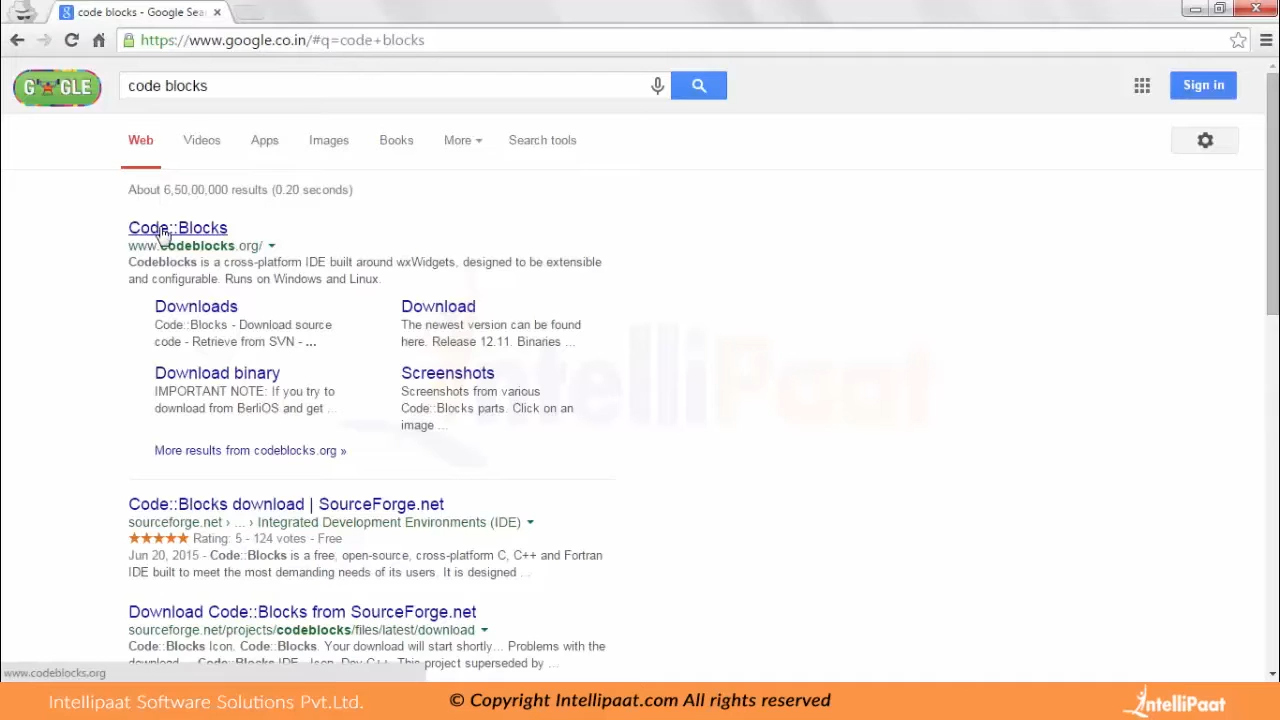 code blocks - Google Sea
https://www.google.co.in/#q=code+blocks
GOOGLE
code blocks
Sign in
Web Videos Apps Images Books More Search tools
About 6,50,00,000 results (0.20 seconds)
Code::Blocks
www.codeblocks.org/
Codeblocks is a cross-platform IDE built around wxWidgets, designed to be extensible
and configurable. Runs on Windows and Linux.
Downloads
Code::Blocks - Download source
code - Retrieve from SVN - ...
Download
The newest version can be found
here. Release 12.11. Binaries ...
Download binary
IMPORTANT NOTE: If you try to
download from BerliOS and get ...
Screenshots
Screenshots from various
Code::Blocks parts. Click on an
image ...
More results from codeblocks.org »
IntelliPaat
Code::Blocks download | SourceForge.net
sourceforge.net › ... › Integrated Development Environments (IDE)
Rating: 5 - 124 votes - Free
Jun 20, 2015 - Code::Blocks is a free, open-source, cross-platform C, C++ and Fortran
IDE built to meet the most demanding needs of its users. It is designed ...
Download Code::Blocks from SourceForge.net
sourceforge.net/projects/codeblocks/files/latest/download
Code::Blocks Icon. Code::Blocks. Your download will start shortly... Problems with the
download... Code::Blocks IDE Icon Dev C++ This project superseded by ...
www.codeblocks.org
Intellipaat Software Solutions Pvt.Ltd.
© Copyright Intellipaat.com All rights reserved
IntelliPaat